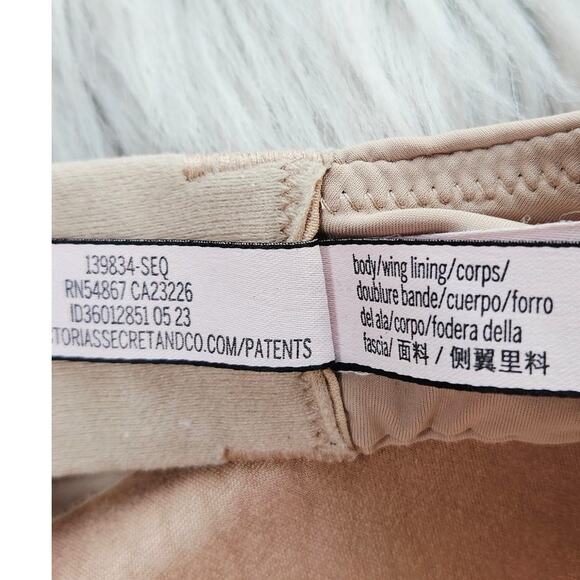 139834-SEQ
RN54867 CA23226
ID36012851 05 23
TORIASSECRETANDCO.COM/PATENTS
body/wing lining/corps/
doublure bande/cuerpo/forro
del ala/corpo/fodera della
fascia/ 面料 / 侧翼里料